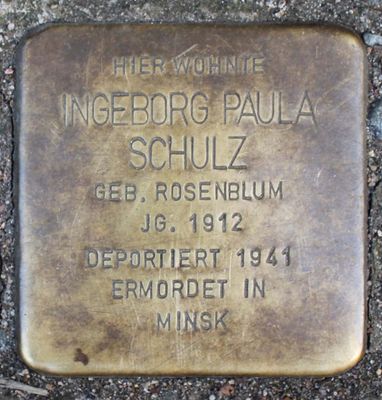 HIER WOHNTE
INGEBORG PAULA
SCHULZ
GEB. ROSENBLUM
JG. 1912
DEPORTIERT 1941
ERMORDET IN
MINSK